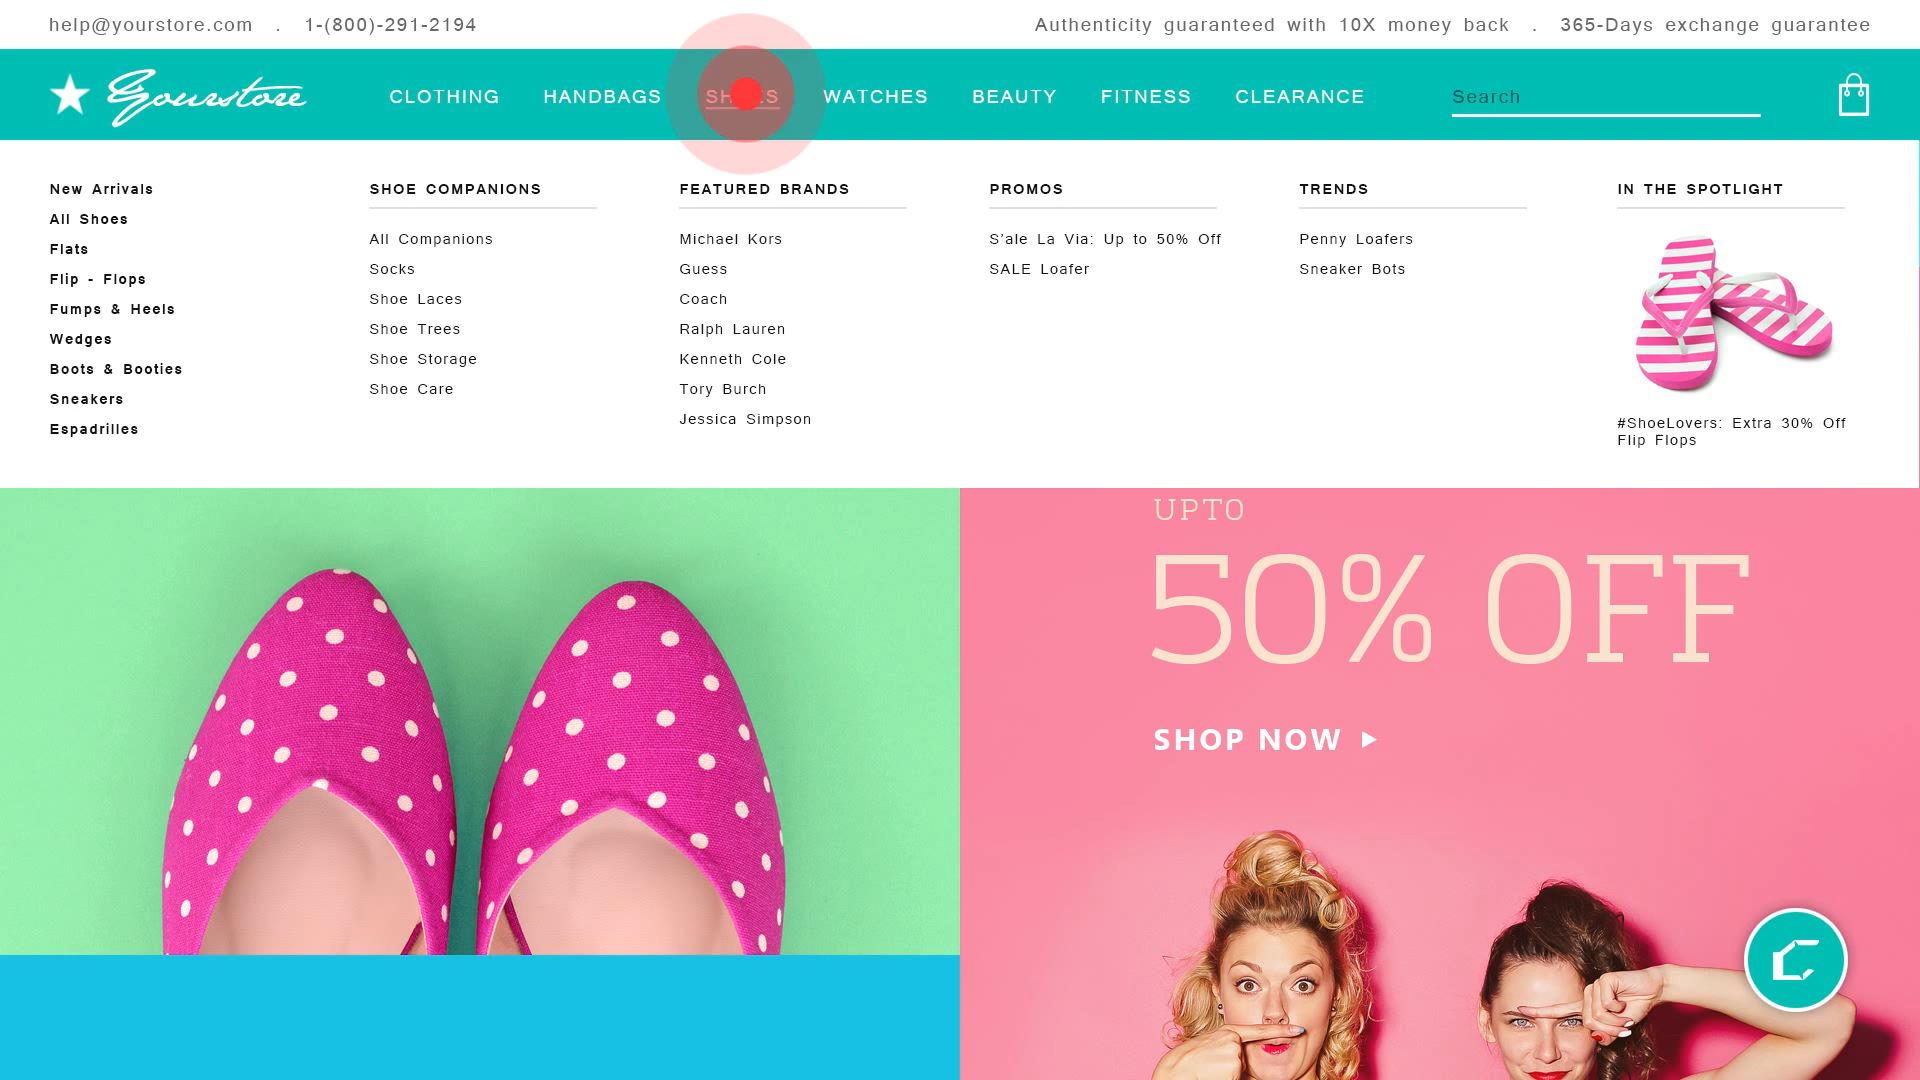 help@yourstore.com . 1-(800)-291-2194
Authenticity guaranteed with 10X money back . 365-Days exchange guarantee
Yourstore
CLOTHING HANDBAGS SHOES WATCHES BEAUTY FITNESS CLEARANCE
Search
New Arrivals
All Shoes
Flats
Flip - Flops
Fumps & Heels
Wedges
Boots & Booties
Sneakers
Espadrilles
SHOE COMPANIONS
All Companions
Socks
Shoe Laces
Shoe Trees
Shoe Storage
Shoe Care
FEATURED BRANDS
Michael Kors
Guess
Coach
Ralph Lauren
Kenneth Cole
Tory Burch
Jessica Simpson
PROMOS
S'ale La Via: Up to 50% Off
SALE Loafer
TRENDS
Penny Loafers
Sneaker Bots
IN THE SPOTLIGHT
#ShoeLovers: Extra 30% Off
Flip Flops
UPTO
50% OFF
SHOP NOW